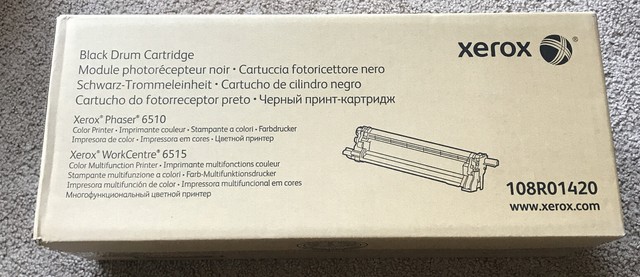 xerox
Black Drum Cartridge
Module photorécepteur noir • Cartuccia fotoricettore nero
Schwarz-Trommeleinheit • Cartucho de cilindro negro
Cartucho do fotorreceptor preto • Черный принт-картридж
Xerox® Phaser® 6510
Color Printer • Imprimante couleur • Stampante a colori • Farbdrucker
Impresora de color • Impressora em cores • Цветной принтер
Xerox® WorkCentre® 6515
Color Multifunction Printer • Imprimante multifonctions couleur
Stampante multifunzione a colori • Farb-Multifunktionsdrucker
Impresora multifunción de color • Impressora multifuncional em cores
Многофункциональный цветной принтер
108R01420
www.xerox.com